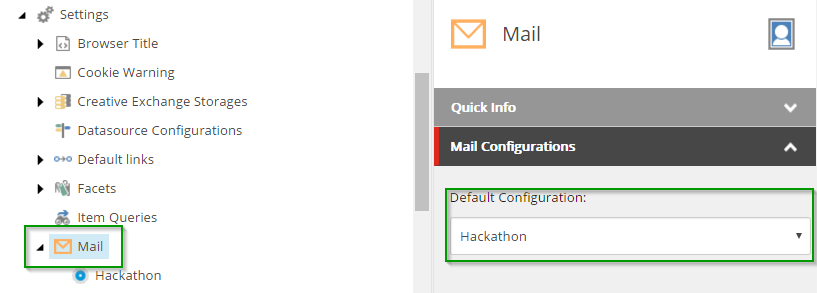 Settings
Browser Title
Cookie Warning
Creative Exchange Storages
Datasource Configurations
Default links
Facets
Item Queries
Mail
Hackathon
Mail
Quick Info
Mail Configurations
Default Configuration:
Hackathon